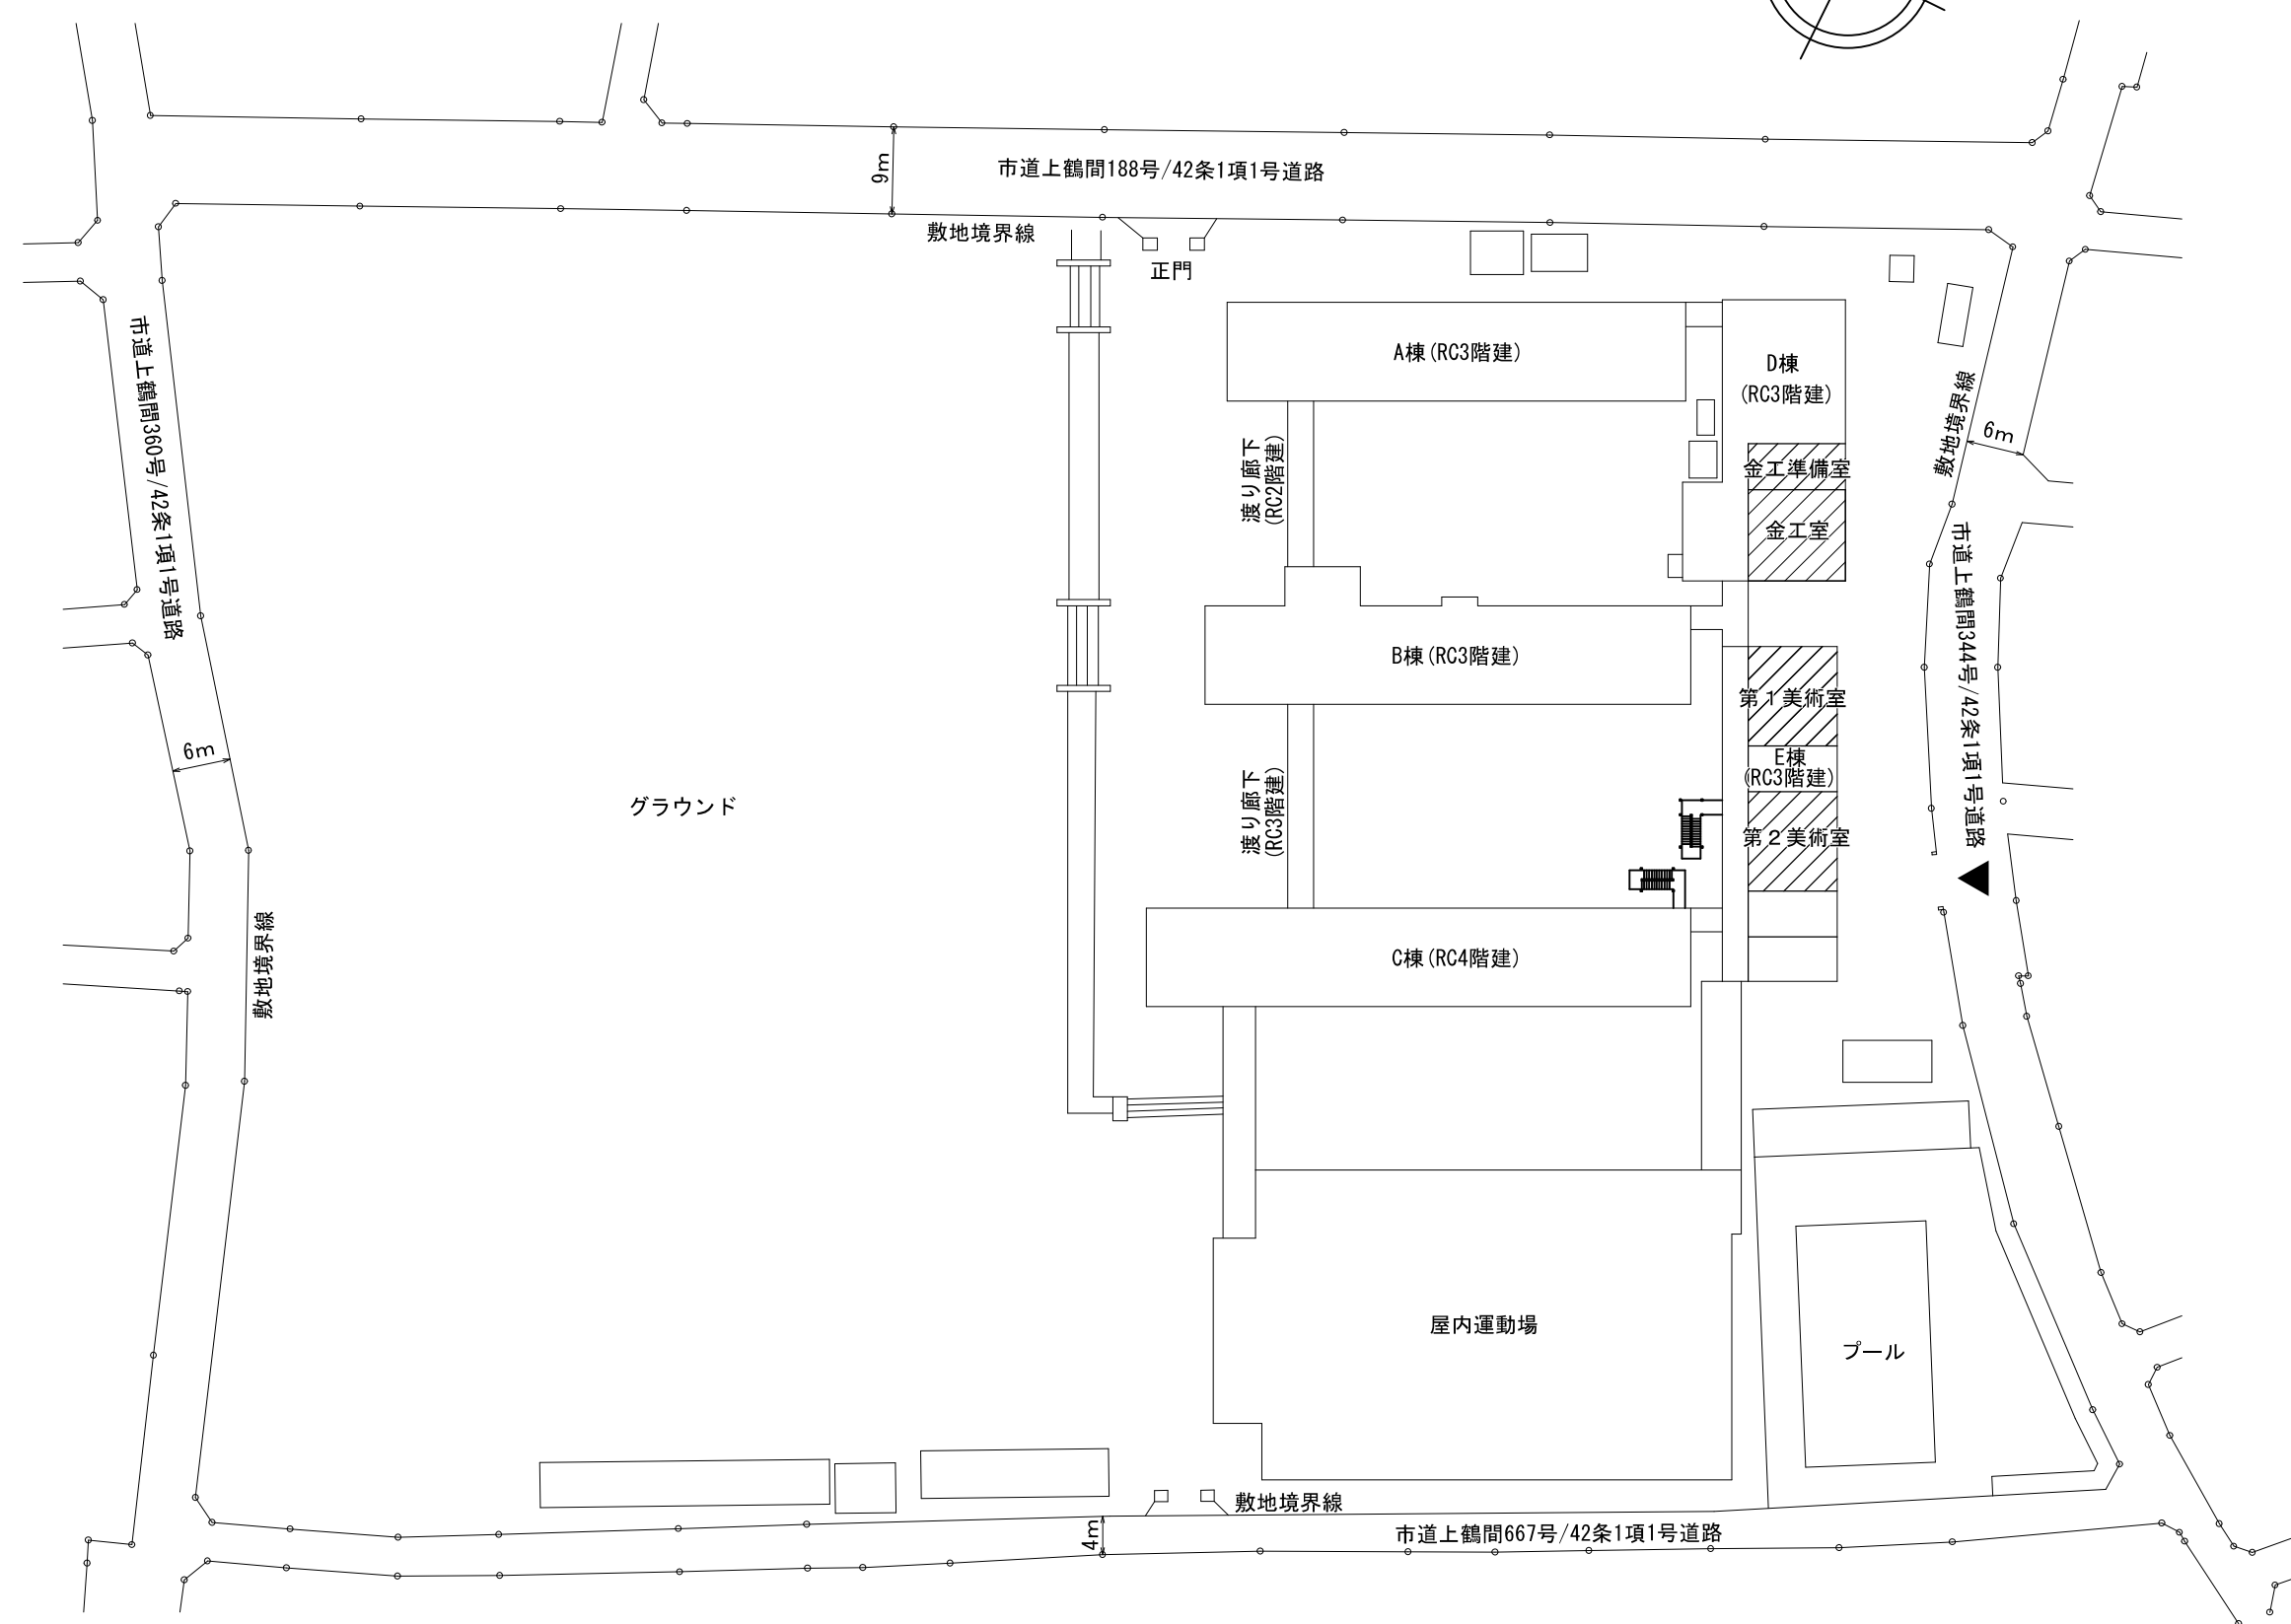 9m
市道上鶴間188号/42条1項1号道路
敷地境界線
正門
A棟(RC3階建)
D棟
(RC3階建)
市道上鶴間360号/42条1項1号道路
敷地境界線
6m
渡り廊下
(RC2階建)
金工準備室
金工室
市道上鶴間344号/42条1項1号道路
B棟(RC3階建)
第1美術室
6m
E棟
(RC3階建)
グラウンド
渡り廊下
(RC3階建)
第2美術室
敷地境界線
C棟(RC4階建)
屋内運動場
プール
敷地境界線
4m
市道上鶴間667号/42条1項1号道路